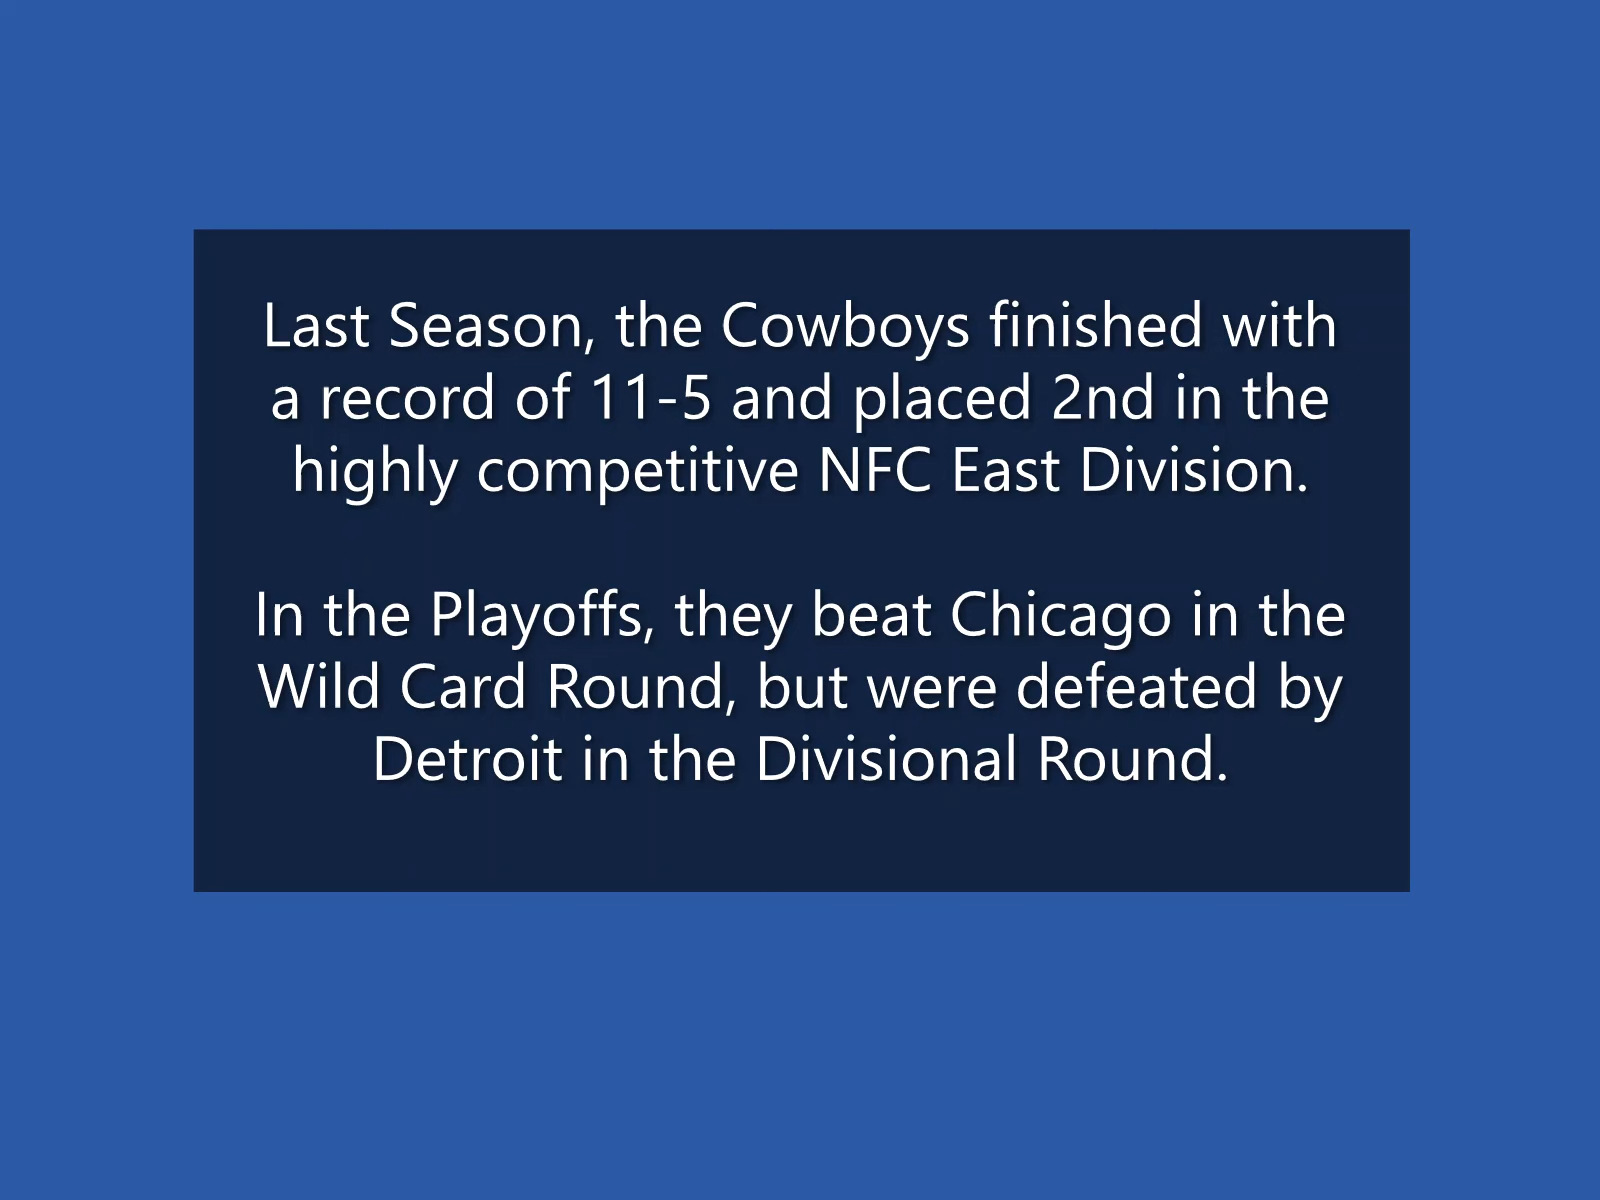 Last Season, the Cowboys finished with
a record of 11-5 and placed 2nd in the
highly competitive NFC East Division.
In the Playoffs, they beat Chicago in the
Wild Card Round, but were defeated by
Detroit in the Divisional Round.